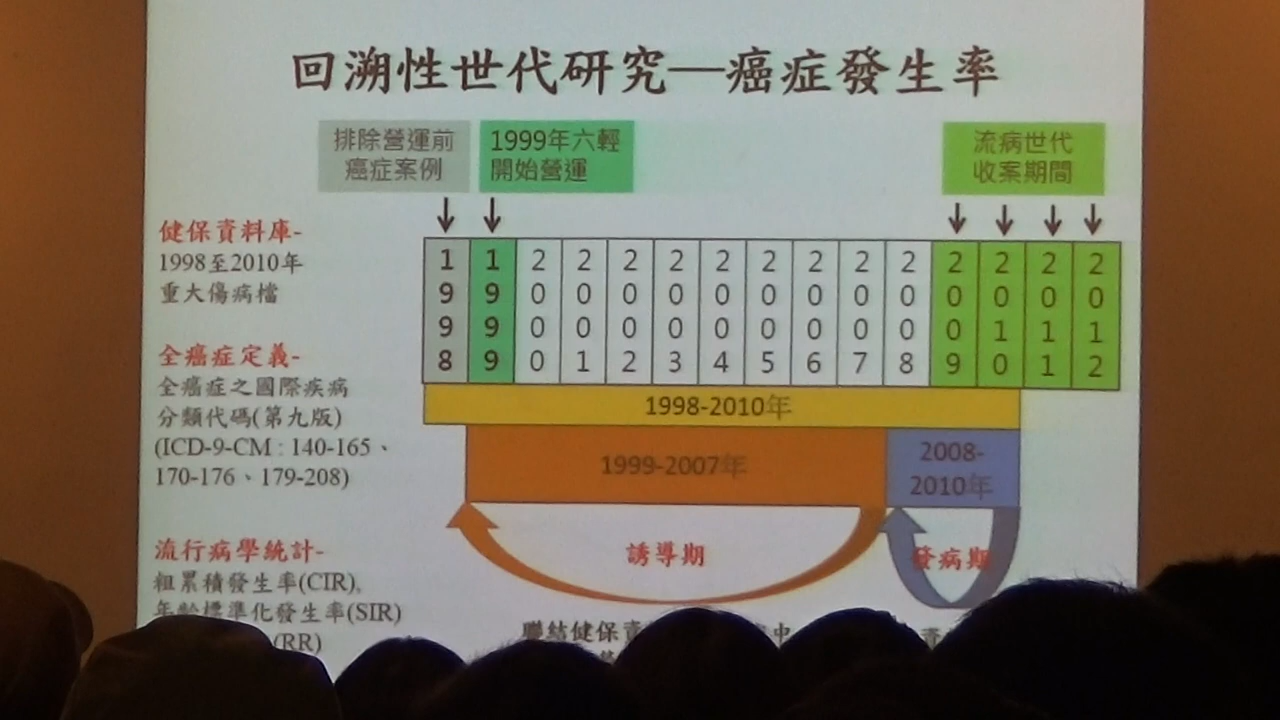 回溯性世代研究—癌症發生率
排除營運前
癌症案例
1999年六輕
開始營運
流病世代
收案期間
健保資料庫-
1998至2010年
重大傷病檔
全癌症定義-
全癌症之國際疾病
分類代碼(第九版)
(ICD-9-CM : 140-165、
170-176、179-208)
流行病學統計-
粗累積發生率(CIR),
年齡標準化發生率(SIR)
(RR)
1998
1999
2000
2001
2002
2003
2004
2005
2006
2007
2008
2009
2010
2011
2012
1998-2010年
1999-2007年
2008-
2010年
誘導期
發病期
聯結健保資